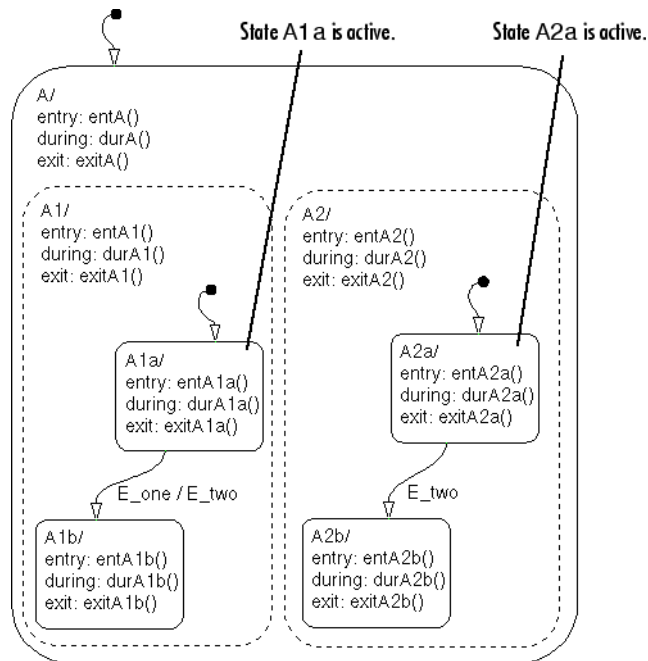 State A1a is active.
State A2a is active.
A/
entry: entA()
during: durA()
exit: exitA()
A1/
entry: entA1()
during: durA1()
exit: exitA1()
A2/
entry: entA2()
during: durA2()
exit: exitA2()
A1a/
entry: entA1a()
during: durA1a()
exit: exitA1a()
A2a/
entry: entA2a()
during: durA2a()
exit: exitA2a()
E_one / E_two
E_two
A1b/
entry: entA1b()
during: durA1b()
exit: exitA1b()
A2b/
entry: entA2b()
during: durA2b()
exit: exitA2b()